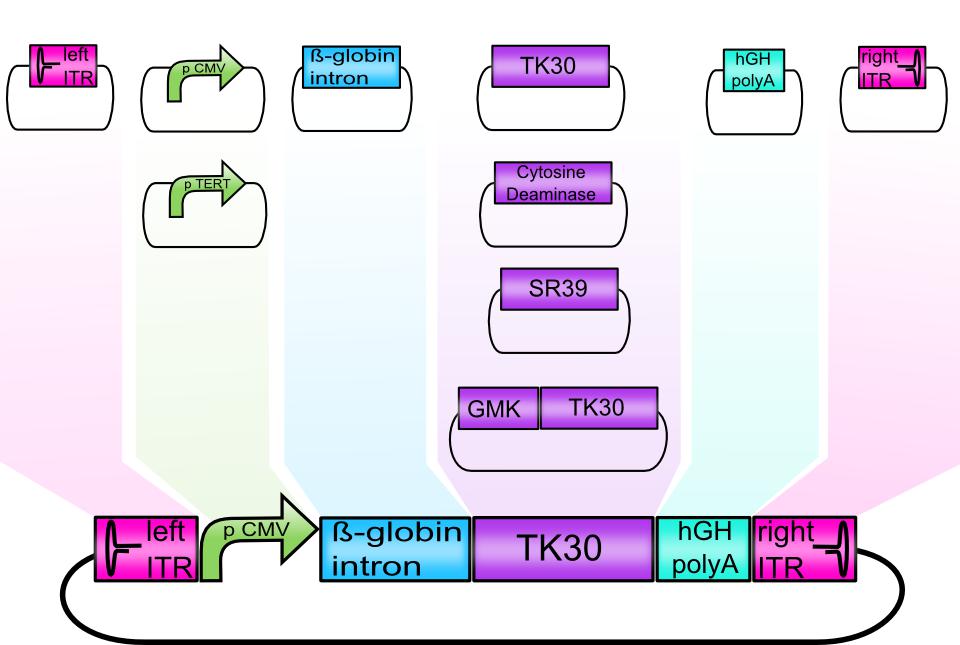 left
ITR
p CMV
ß-globin
intron
TK30
hGH
polyA
right
ITR
p TERT
Cytosine
Deaminase
SR39
GMK
TK30
left
ITR
p CMV
ß-globin
intron
TK30
hGH
polyA
right
ITR